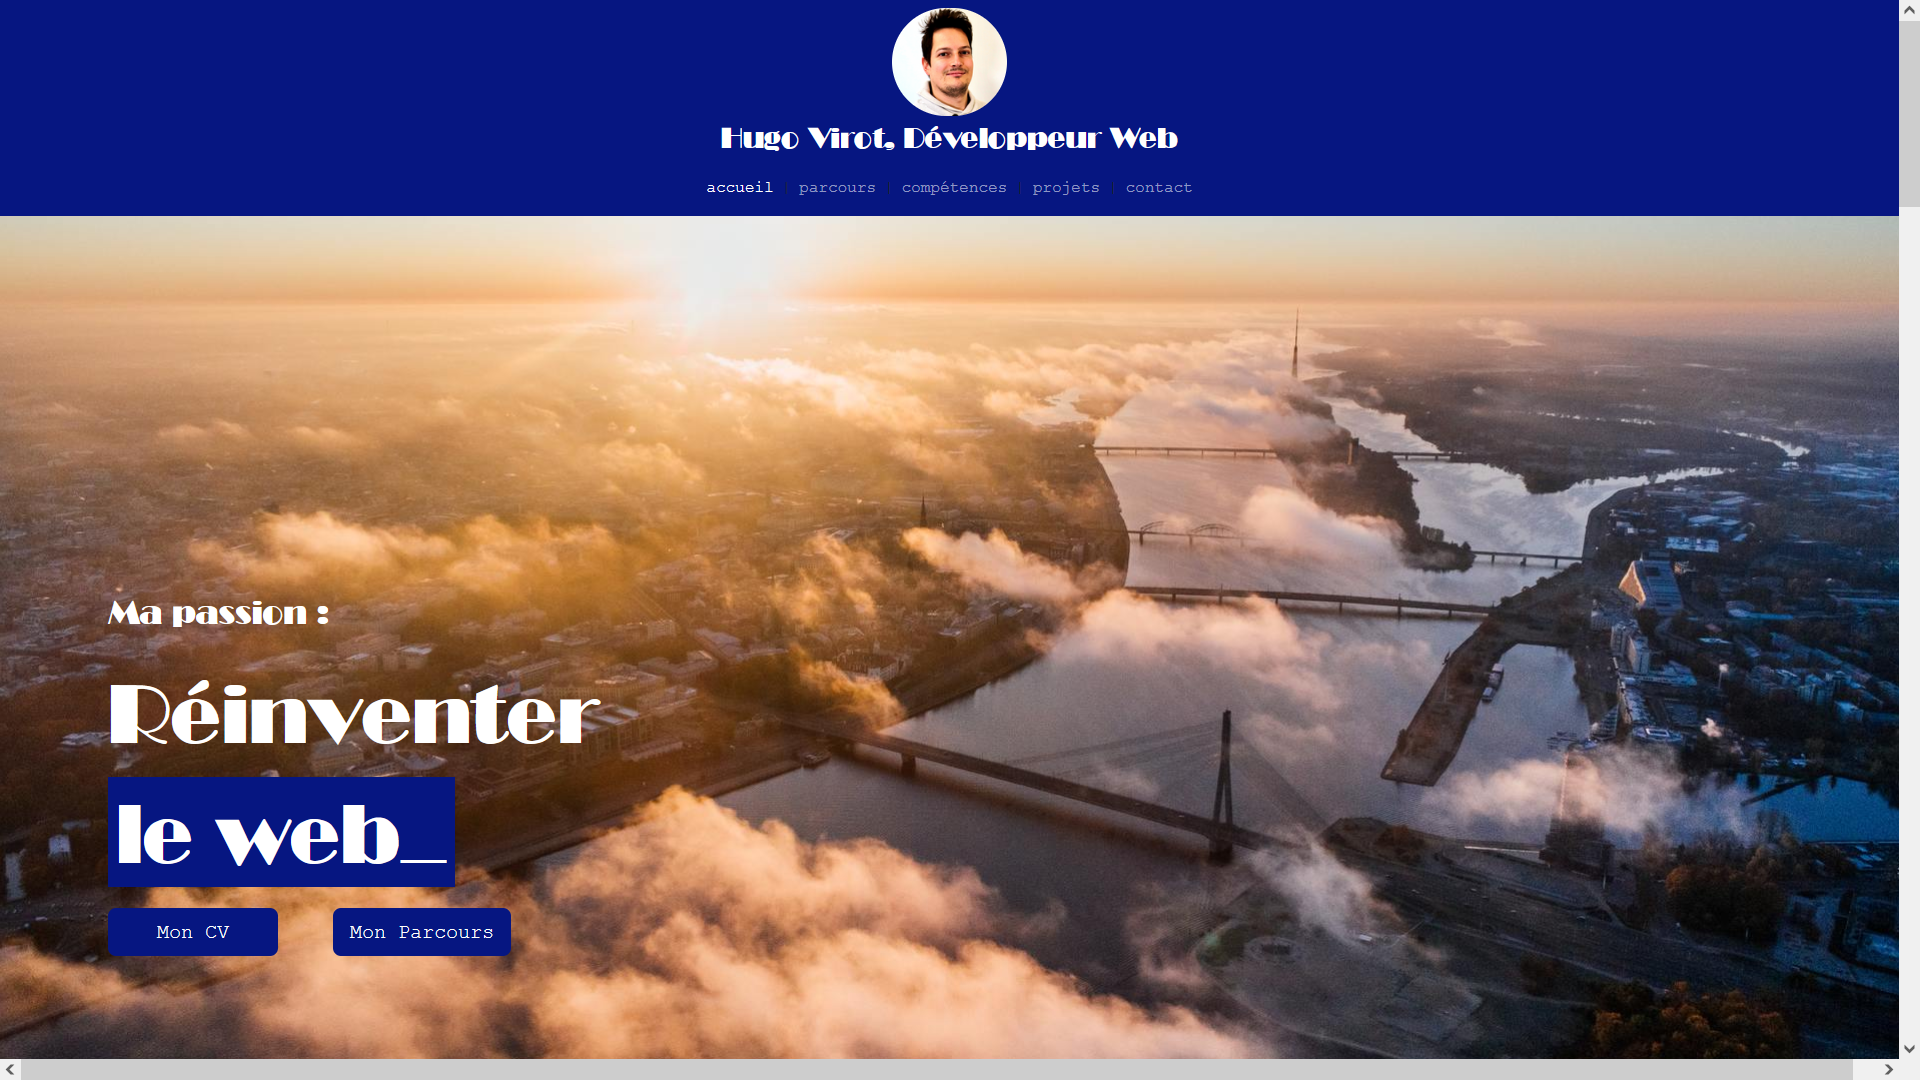 Hugo Virot, Développeur Web
accueil | parcours | compétences | projets | contact
Ma passion :
Réinventer
le web_
Mon CV
Mon Parcours